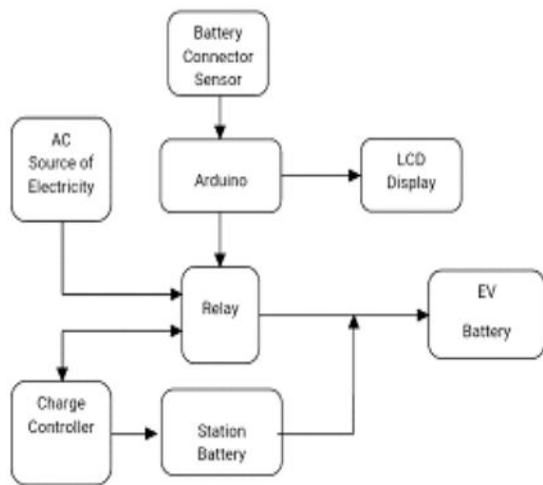 Battery
Connector
Sensor
AC
Source of
Electricity
Arduino
LCD
Display
Relay
EV
Battery
Charge
Controller
Station
Battery